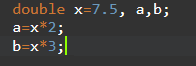 double x=7.5, a,b;
a=x*2;
b=x*3;